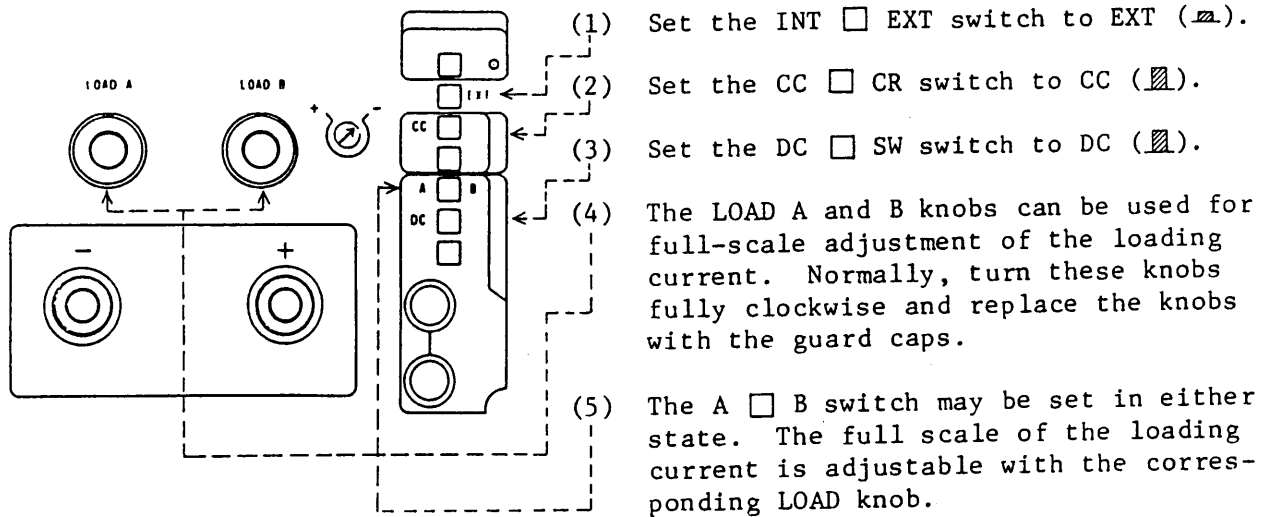 (1) Set the INT □ EXT switch to EXT ( ).
(2) Set the CC □ CR switch to CC ( ).
(3) Set the DC □ SW switch to DC ( ).
(4) The LOAD A and B knobs can be used for
full-scale adjustment of the loading
current. Normally, turn these knobs
fully clockwise and replace the knobs
with the guard caps.
(5) The A □ B switch may be set in either
state. The full scale of the loading
current is adjustable with the corres-
ponding LOAD knob.
LOAD A
LOAD B
+ -
EXT
CC
A B
DC
- +